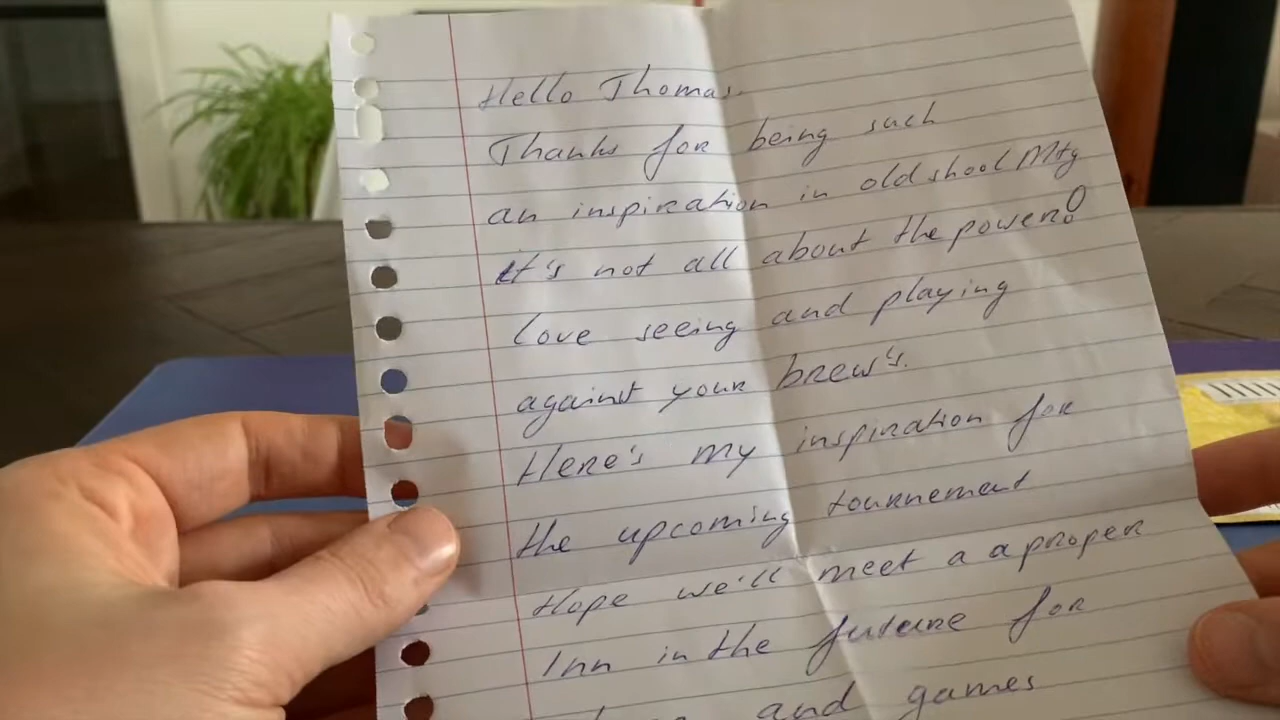 Hello Thomas.
Thanks for being such
an inspiration in old shool Mtg
it's not all about the power!
love seeing and playing
against your brew's.
Here's my inspiration for
the upcoming tournement
Hope we'll meet a a proper
Inn in the future for
and games